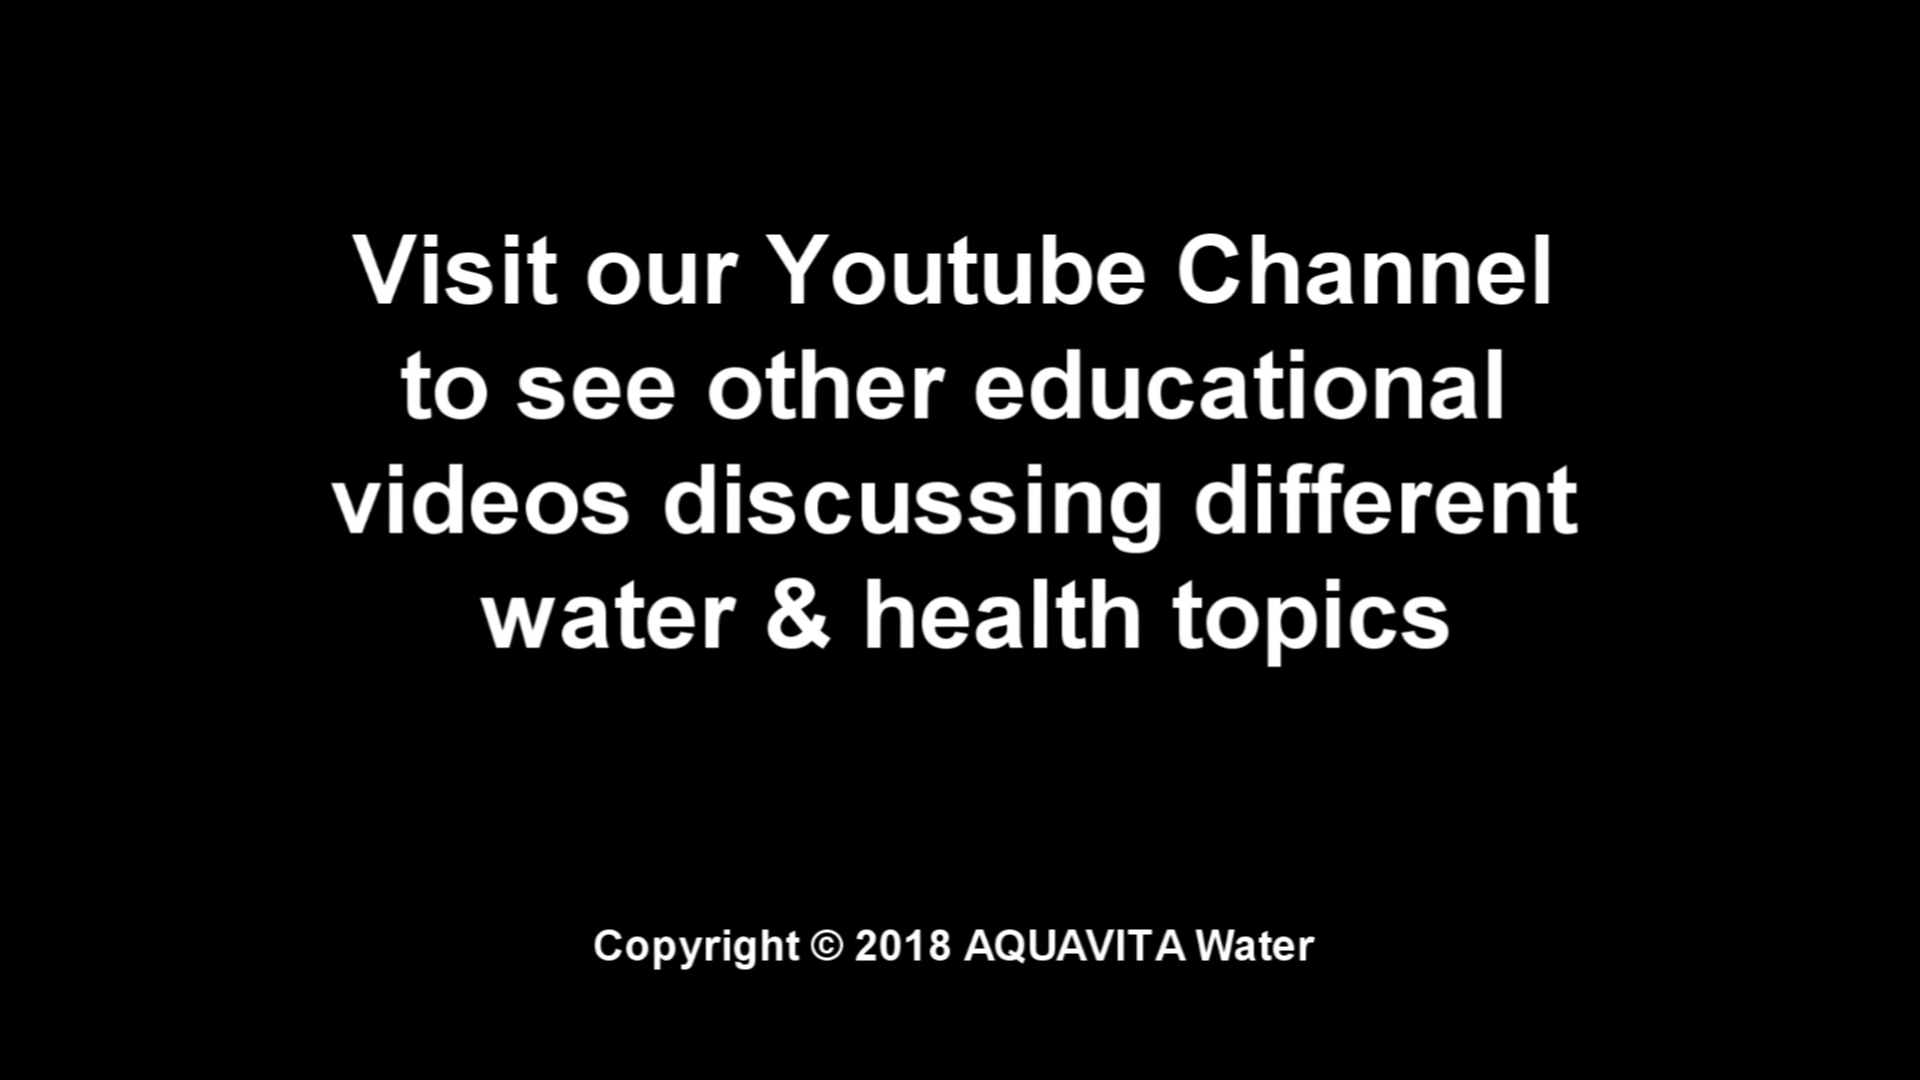 Visit our Youtube Channel
to see other educational
videos discussing different
water & health topics
Copyright © 2018 AQUAVITA Water